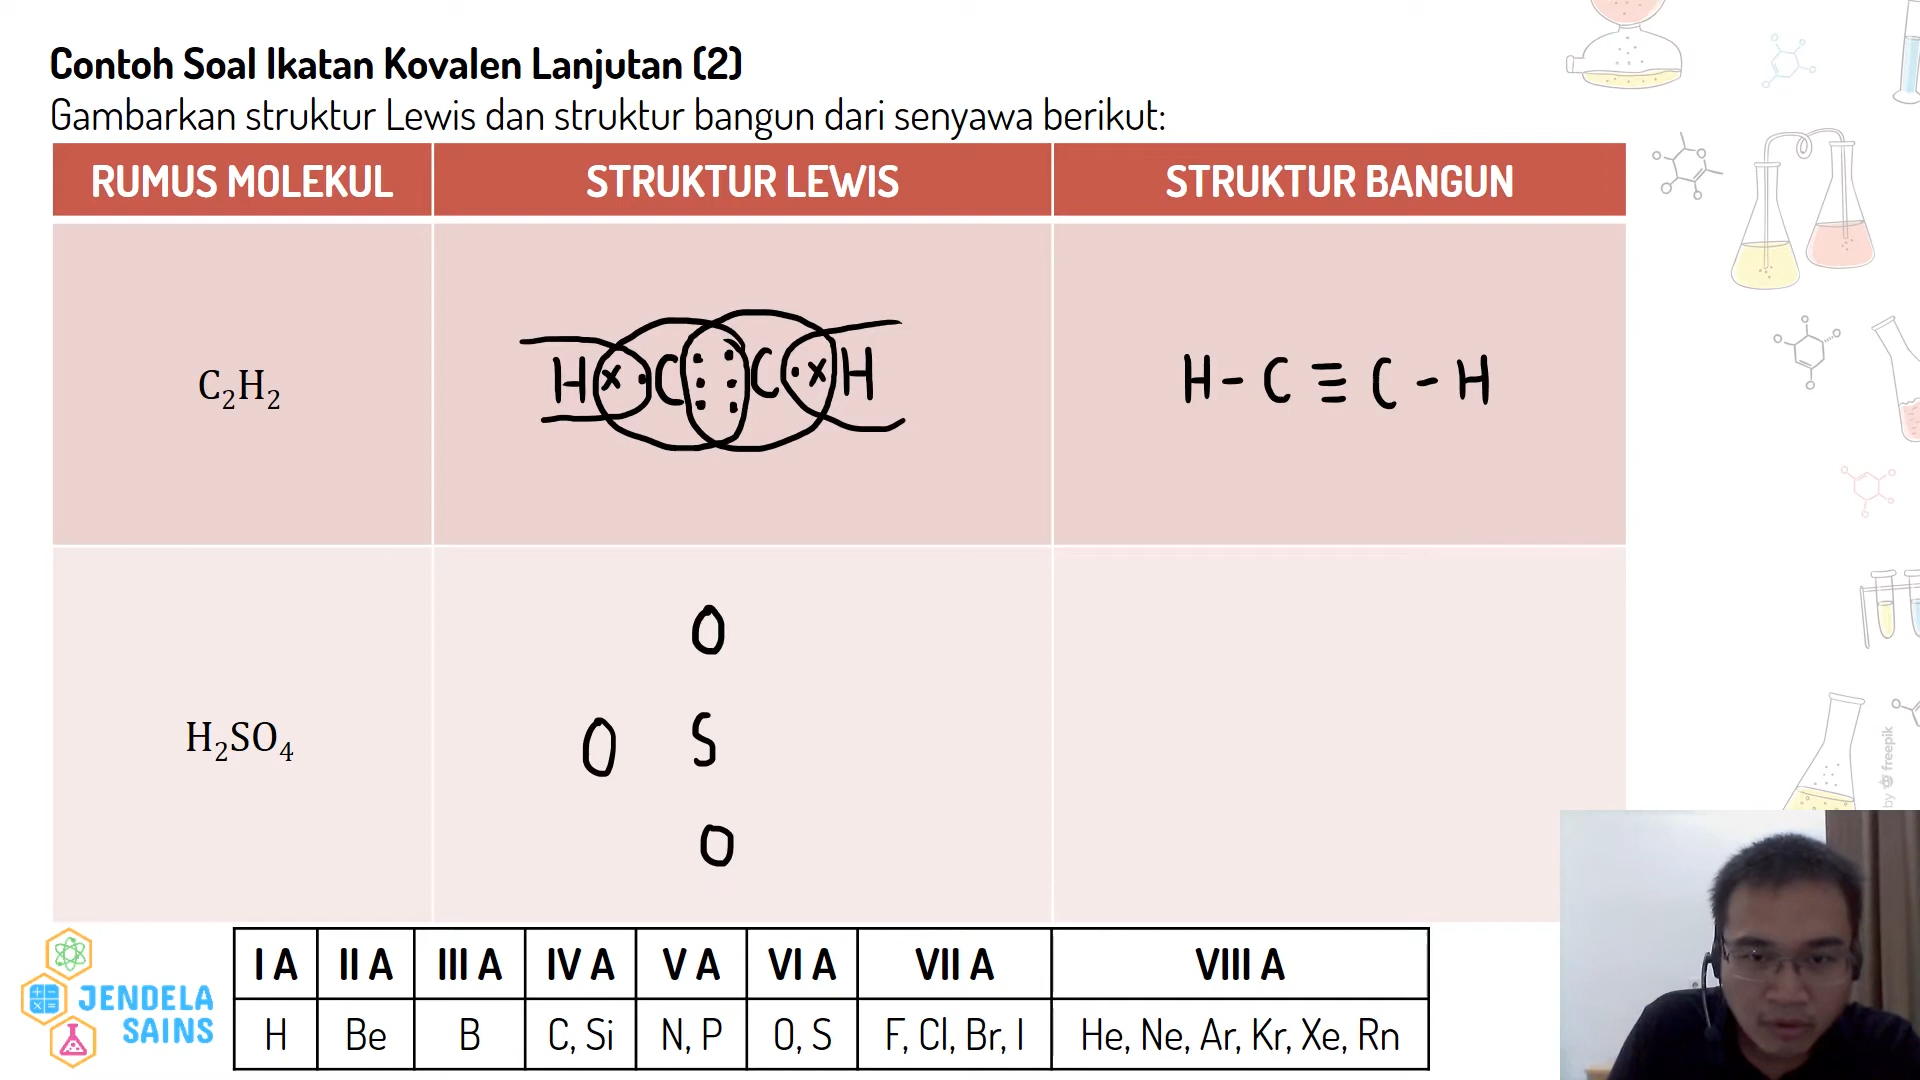 Contoh Soal Ikatan Kovalen Lanjutan (2)
Gambarkan struktur Lewis dan struktur bangun dari senyawa berikut:
RUMUS MOLEKUL STRUKTUR LEWIS STRUKTUR BANGUN
C₂H₂ H x · C ⋮ ⋮ C · x H H - C ≡ C - H
O
H₂SO₄ O S
O
I A II A III A IV A V A VI A VII A VIII A
H Be B C, Si N, P O, S F, Cl, Br, I He, Ne, Ar, Kr, Xe, Rn
JENDELA
SAINS
by freepik